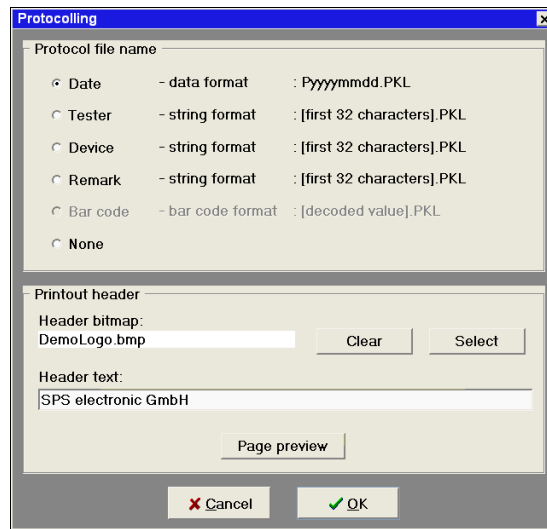 Protocolling
Protocol file name
Date - data format : Pyyyymmdd.PKL
Tester - string format : [first 32 characters].PKL
Device - string format : [first 32 characters].PKL
Remark - string format : [first 32 characters].PKL
Bar code - bar code format : [decoded value].PKL
None
Printout header
Header bitmap:
DemoLogo.bmp
Clear Select
Header text:
SPS electronic GmbH
Page preview
Cancel OK